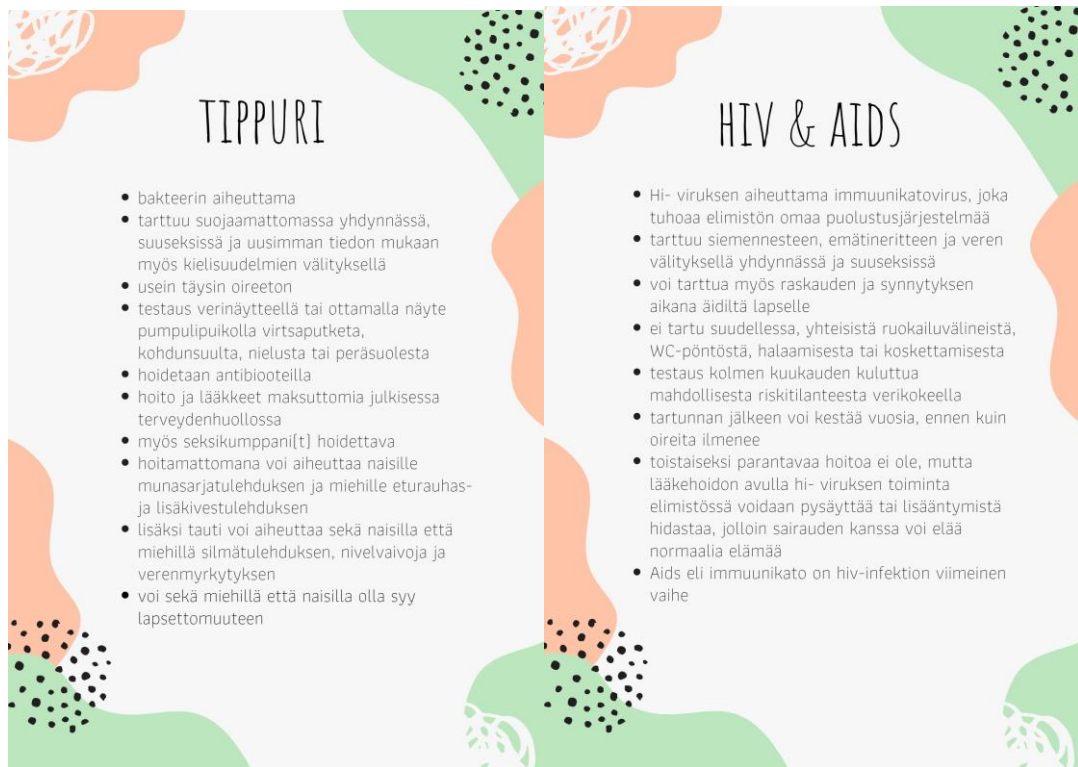 TIPPURI
• bakteerin aiheuttama
• tarttuu suojaamattomassa yhdynnässä,
suuseksissä ja uusimman tiedon mukaan
myös kielisuudelmien välityksellä
• usein täysin oireeton
• testaus verinäytteellä tai ottamalla näyte
pumpulipuikolla virtsaputketa,
kohdunsuulta, nielusta tai peräsuolesta
• hoidetaan antibiooteilla
• hoito ja lääkkeet maksuttomia julkisessa
terveydenhuollossa
• myös seksikumppani[t] hoidettava
• hoitamattomana voi aiheuttaa naisille
munasarjatulehduksen ja miehille eturauhas-
ja lisäkivestulehduksen
• lisäksi tauti voi aiheuttaa sekä naisilla että
miehillä silmätulehduksen, nivelvaivoja ja
verenmyrkytyksen
• voi sekä miehillä että naisilla olla syy
lapsettomuuteen
HIV & AIDS
• Hi- viruksen aiheuttama immuunikatovirus, joka
tuhoaa elimistön omaa puolustusjärjestelmää
• tarttuu siemennesteen, emätineritteen ja veren
välityksellä yhdynnässä ja suuseksissä
• voi tarttua myös raskauden ja synnytyksen
aikana äidiltä lapselle
• ei tartu suudellessa, yhteisistä ruokailuvälineistä,
WC-pöntöstä, halaamisesta tai koskettamisesta
• testaus kolmen kuukauden kuluttua
mahdollisesta riskitilanteesta verikokeella
• tartunnan jälkeen voi kestää vuosia, ennen kuin
oireita ilmenee
• toistaiseksi parantavaa hoitoa ei ole, mutta
lääkehoidon avulla hi- viruksen toiminta
elimistössä voidaan pysäyttää tai lisääntymistä
hidastaa, jolloin sairauden kanssa voi elää
normaalia elämää
• Aids eli immuunikato on hiv-infektion viimeinen
vaihe